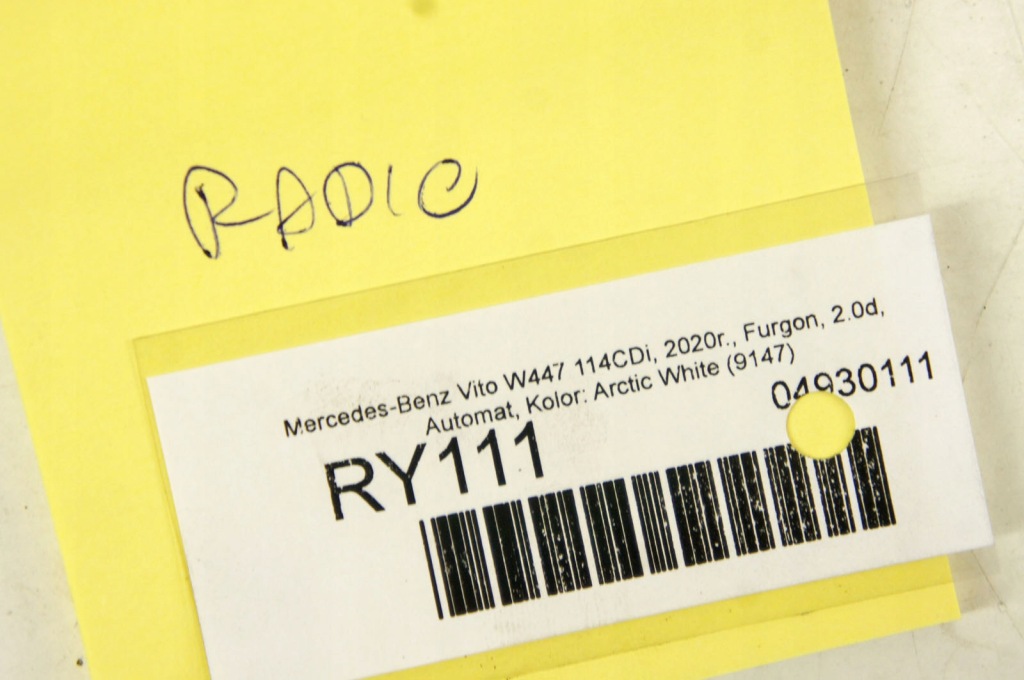 RADIO
Mercedes-Benz Vito W447 114CDi, 2020r., Furgon, 2.0d,
Automat, Kolor: Arctic White (9147)
04930111
RY111